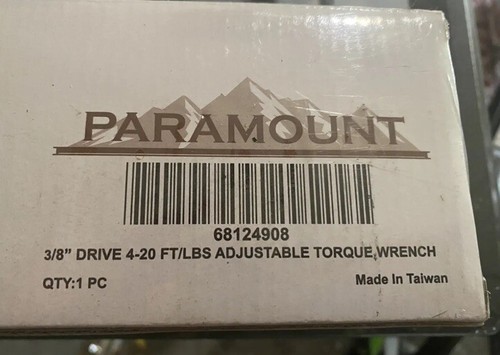 PARAMOUNT
68124908
3/8" DRIVE 4-20 FT/LBS ADJUSTABLE TORQUE WRENCH
QTY:1 PC Made In Taiwan